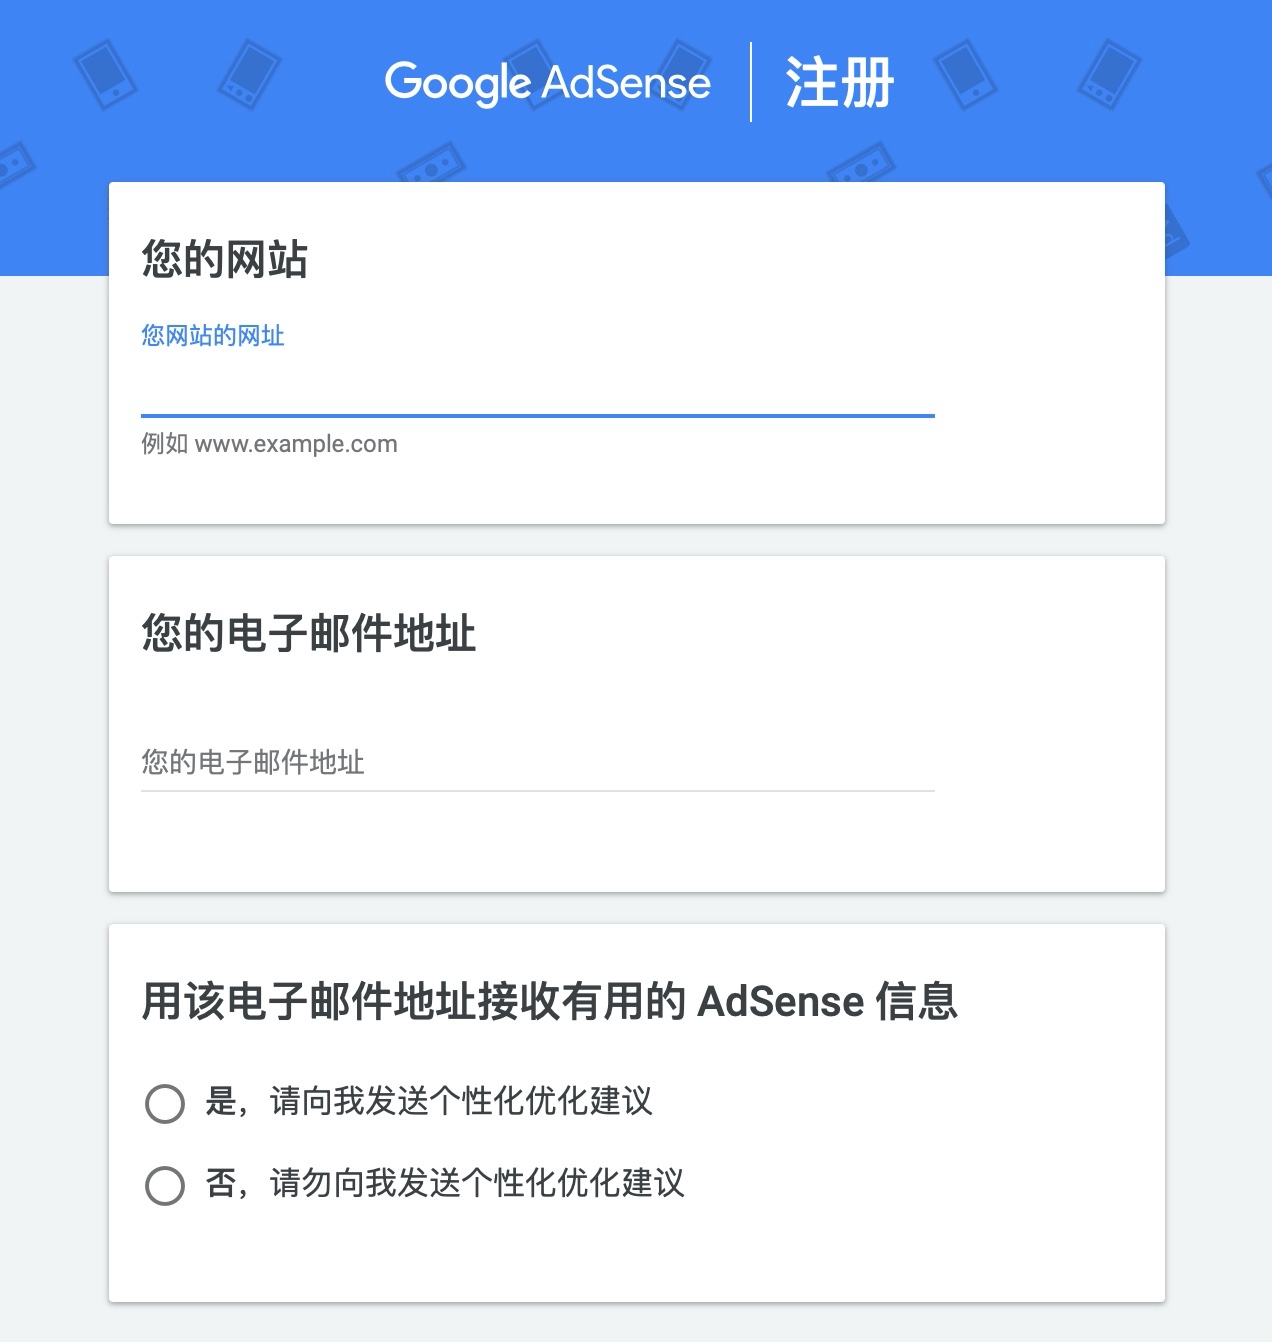 Google AdSense 注册
您的网站
您网站的网址
例如 www.example.com
您的电子邮件地址
您的电子邮件地址
用该电子邮件地址接收有用的 AdSense 信息
是，请向我发送个性化优化建议
否，请勿向我发送个性化优化建议